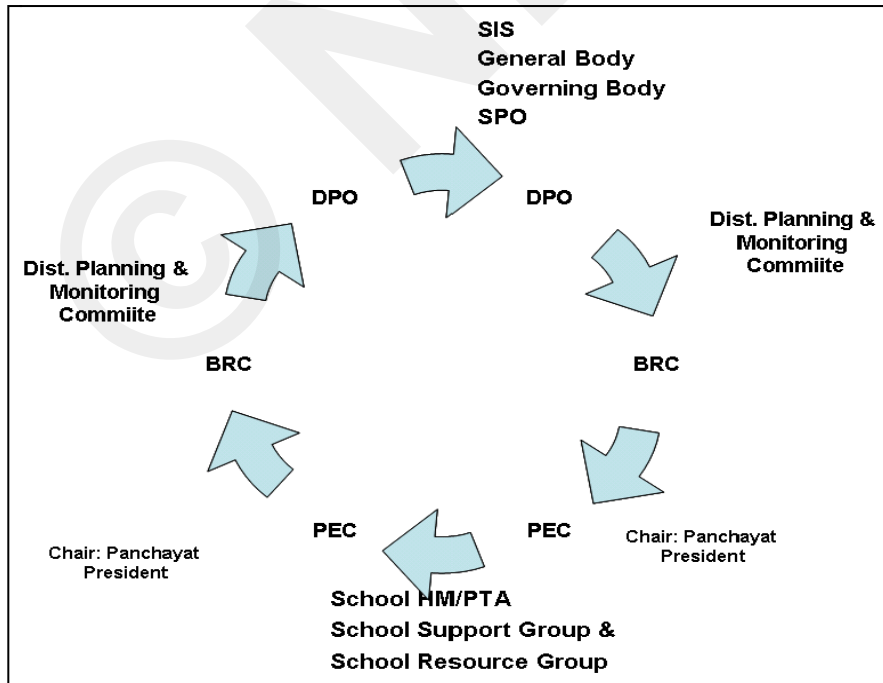 SIS
General Body
Governing Body
SPO
DPO
DPO
Dist. Planning &
Monitoring
Commiite
Dist. Planning &
Monitoring
Commiite
BRC
BRC
PEC
PEC
Chair: Panchayat
President
Chair: Panchayat
President
School HM/PTA
School Support Group &
School Resource Group
© N